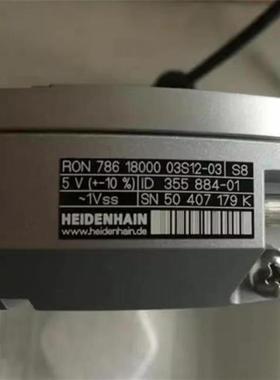 RON 786 18000 03S12-03 S8
5 V (+-10 %) ID 355 884-01
~1Vss SN 50 407 179 K
HEIDENHAIN
www.heidenhain.de